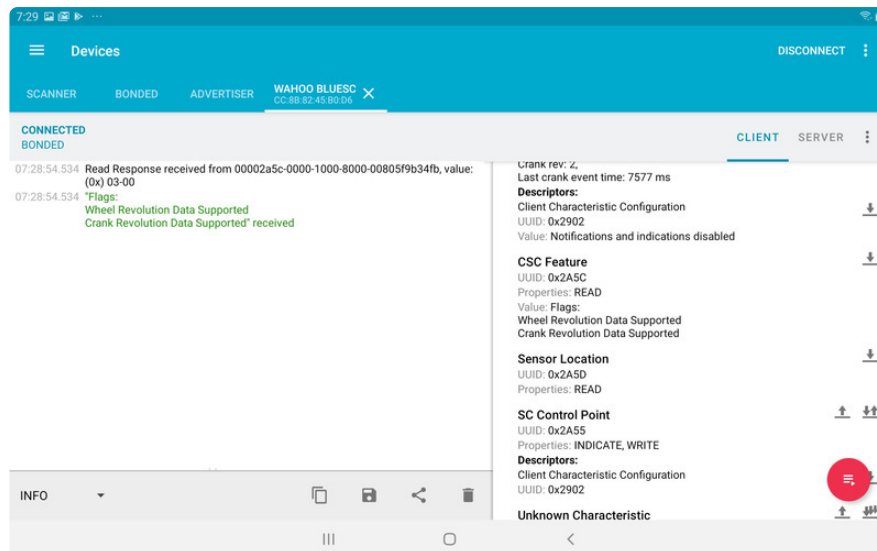 7:29
Devices
DISCONNECT
SCANNER
BONDED
ADVERTISER
WAHOO BLUESC
CC:8B:82:45:B0:D6
CONNECTED
BONDED
CLIENT
SERVER
07:28:54.534 Read Response received from 00002a5c-0000-1000-8000-00805f9b34fb, value:
(0x) 03-00
07:28:54.534 "Flags:
Wheel Revolution Data Supported
Crank Revolution Data Supported" received
INFO
Crank rev: 2,
Last crank event time: 7577 ms
Descriptors:
Client Characteristic Configuration
UUID: 0x2902
Value: Notifications and indications disabled
CSC Feature
UUID: 0x2A5C
Properties: READ
Value: Flags:
Wheel Revolution Data Supported
Crank Revolution Data Supported
Sensor Location
UUID: 0x2A5D
Properties: READ
SC Control Point
UUID: 0x2A55
Properties: INDICATE, WRITE
Descriptors:
Client Characteristic Configuration
UUID: 0x2902
Unknown Characteristic